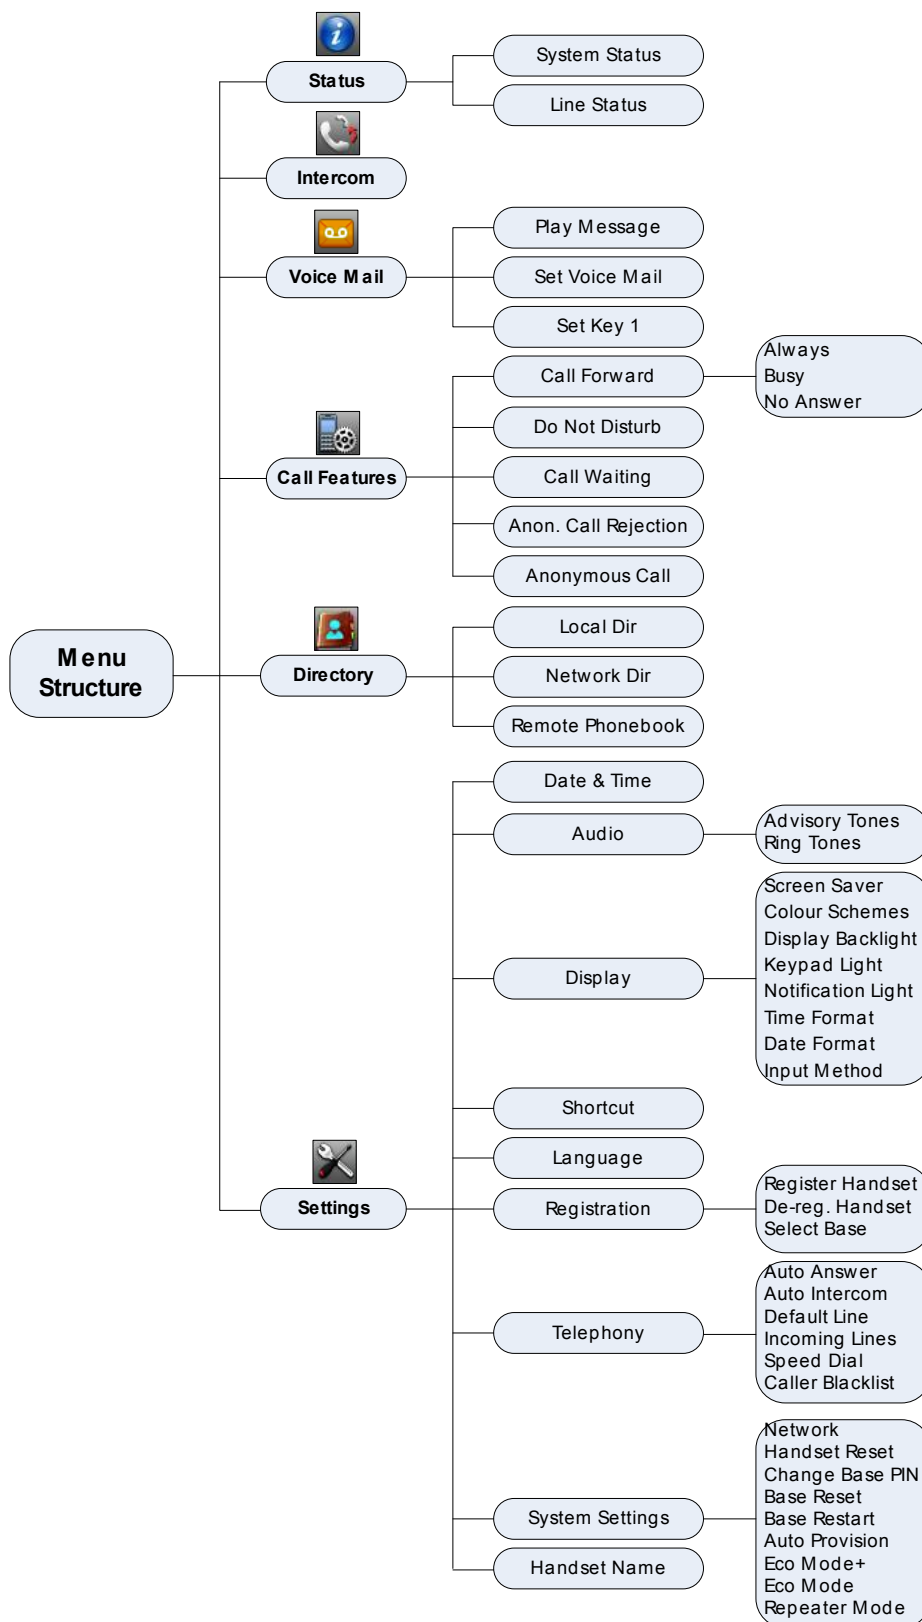 Menu
Structure
Status
System Status
Line Status
Intercom
Voice Mail
Play Message
Set Voice Mail
Set Key 1
Call Features
Call Forward
Always
Busy
No Answer
Do Not Disturb
Call Waiting
Anon. Call Rejection
Anonymous Call
Directory
Local Dir
Network Dir
Remote Phonebook
Settings
Date & Time
Audio
Advisory Tones
Ring Tones
Display
Screen Saver
Colour Schemes
Display Backlight
Keypad Light
Notification Light
Time Format
Date Format
Input Method
Shortcut
Language
Registration
Register Handset
De-reg. Handset
Select Base
Telephony
Auto Answer
Auto Intercom
Default Line
Incoming Lines
Speed Dial
Caller Blacklist
System Settings
Network
Handset Reset
Change Base PIN
Base Reset
Base Restart
Auto Provision
Eco Mode+
Eco Mode
Repeater Mode
Handset Name